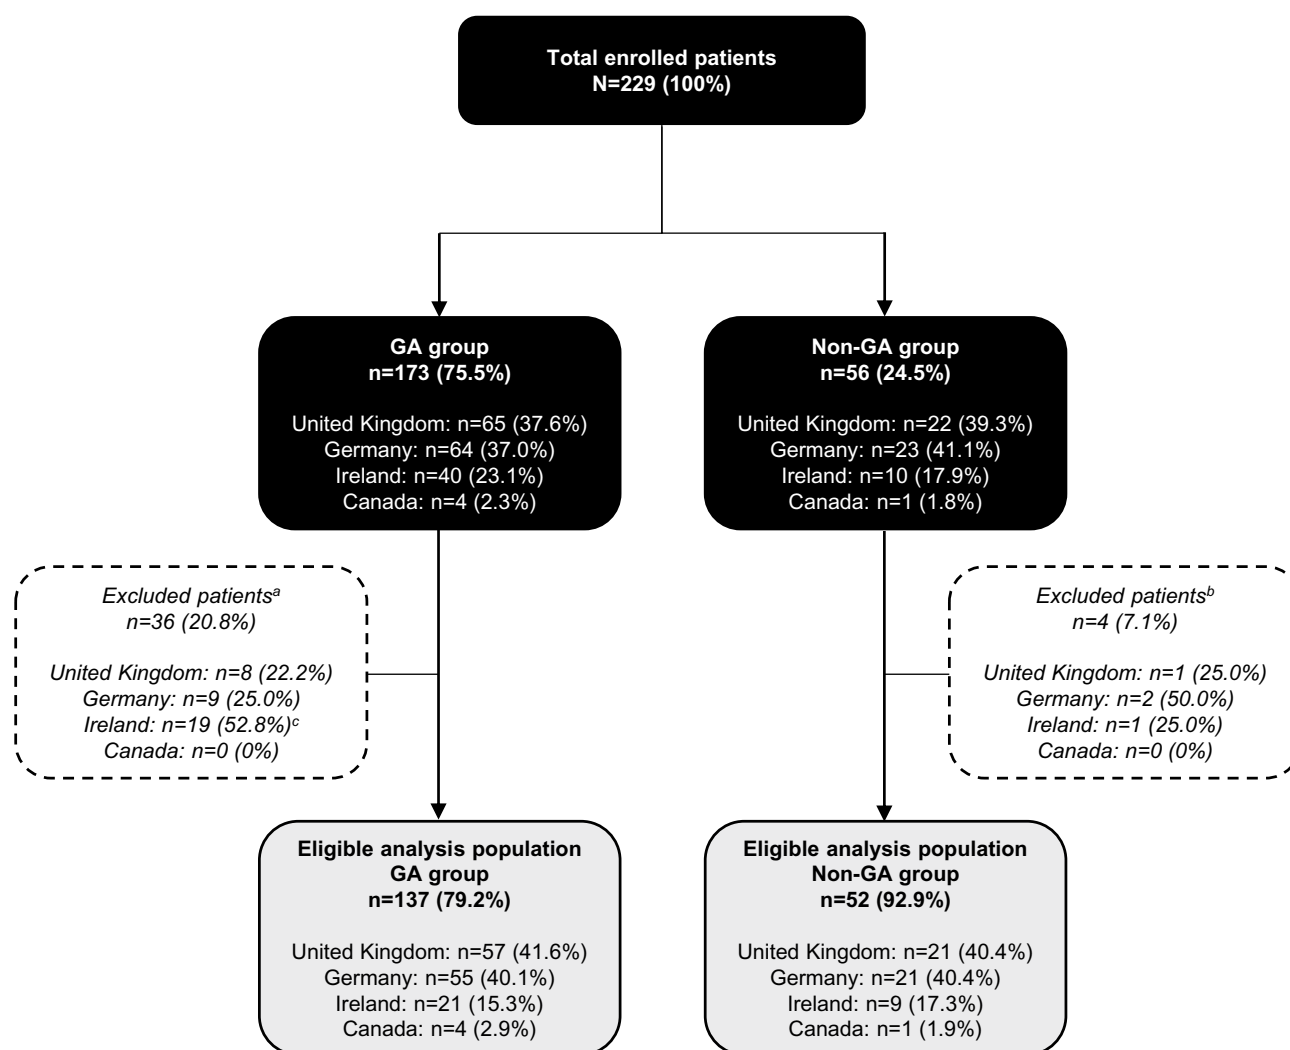 Total enrolled patients
N=229 (100%)
GA group
n=173 (75.5%)
United Kingdom: n=65 (37.6%)
Germany: n=64 (37.0%)
Ireland: n=40 (23.1%)
Canada: n=4 (2.3%)
Non-GA group
n=56 (24.5%)
United Kingdom: n=22 (39.3%)
Germany: n=23 (41.1%)
Ireland: n=10 (17.9%)
Canada: n=1 (1.8%)
Excluded patientsᵃ
n=36 (20.8%)
United Kingdom: n=8 (22.2%)
Germany: n=9 (25.0%)
Ireland: n=19 (52.8%)ᶜ
Canada: n=0 (0%)
Excluded patientsᵇ
n=4 (7.1%)
United Kingdom: n=1 (25.0%)
Germany: n=2 (50.0%)
Ireland: n=1 (25.0%)
Canada: n=0 (0%)
Eligible analysis population
GA group
n=137 (79.2%)
United Kingdom: n=57 (41.6%)
Germany: n=55 (40.1%)
Ireland: n=21 (15.3%)
Canada: n=4 (2.9%)
Eligible analysis population
Non-GA group
n=52 (92.9%)
United Kingdom: n=21 (40.4%)
Germany: n=21 (40.4%)
Ireland: n=9 (17.3%)
Canada: n=1 (1.9%)